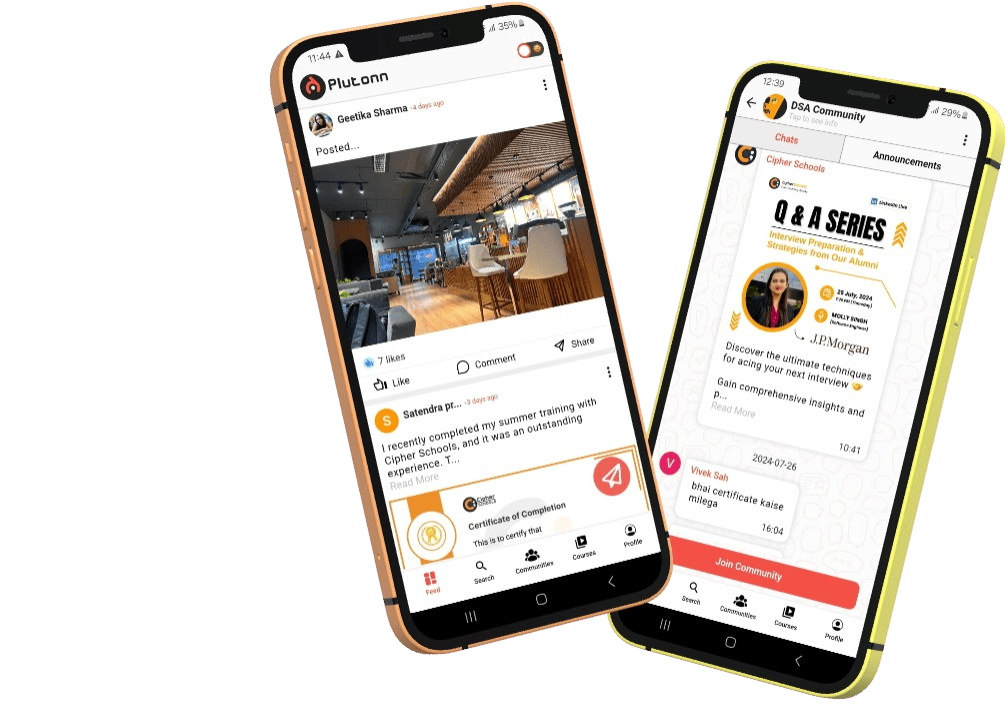 11:44
35%
Plutonn
Geetika Sharma -4 days ago
Posted...
7 likes
Like
Comment
Share
Satendra pr... -3 days ago
S
I recently completed my summer training with
Cipher Schools, and it was an outstanding
experience. T...
Read More
Cipher
SCHOOLS
Certificate of Completion
This is to certify that
Feed
Search
Communities
Courses
Profile
12:39
29%
DSA Community
Tap to see info
Chats
Announcements
Cipher Schools
Linkedin Live
Q & A SERIES
Interview Preparation &
Strategies from Our Alumni
25 July, 2024
(Thursday)
MOLLY SINGH
(Software Engineer)
J.P.Morgan
Discover the ultimate techniques
for acing your next interview 🤝
Gain comprehensive insights and
p...
Read More
10:41
2024-07-26
V
Vivek Sah
bhai certificate kaise
milega
16:04
Join Community
Search
Communities
Courses
Profile